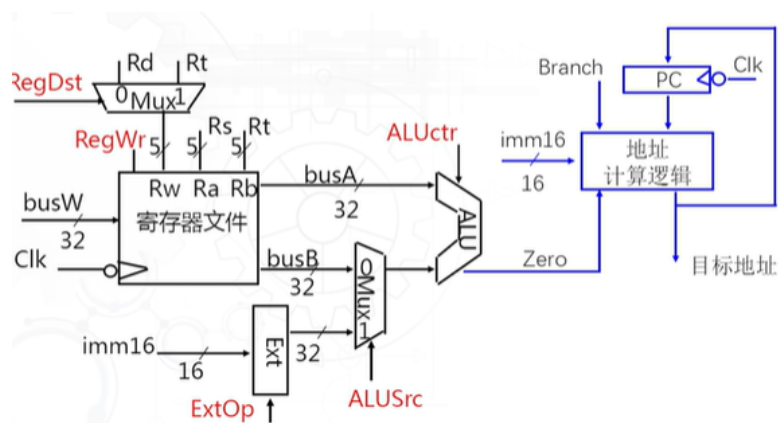 Rd Rt
RegDst
0 Mux 1
RegWr 5 5 Rs 5 Rt
ALUctr
Rw Ra Rb
busA
32
busW
32
寄存器文件
ALU
Clk
busB
32
0 Mux 1
imm16
16
Ext
32
ExtOp
ALUSrc
Branch
PC
Clk
imm16
16
地址
计算逻辑
Zero
目标地址